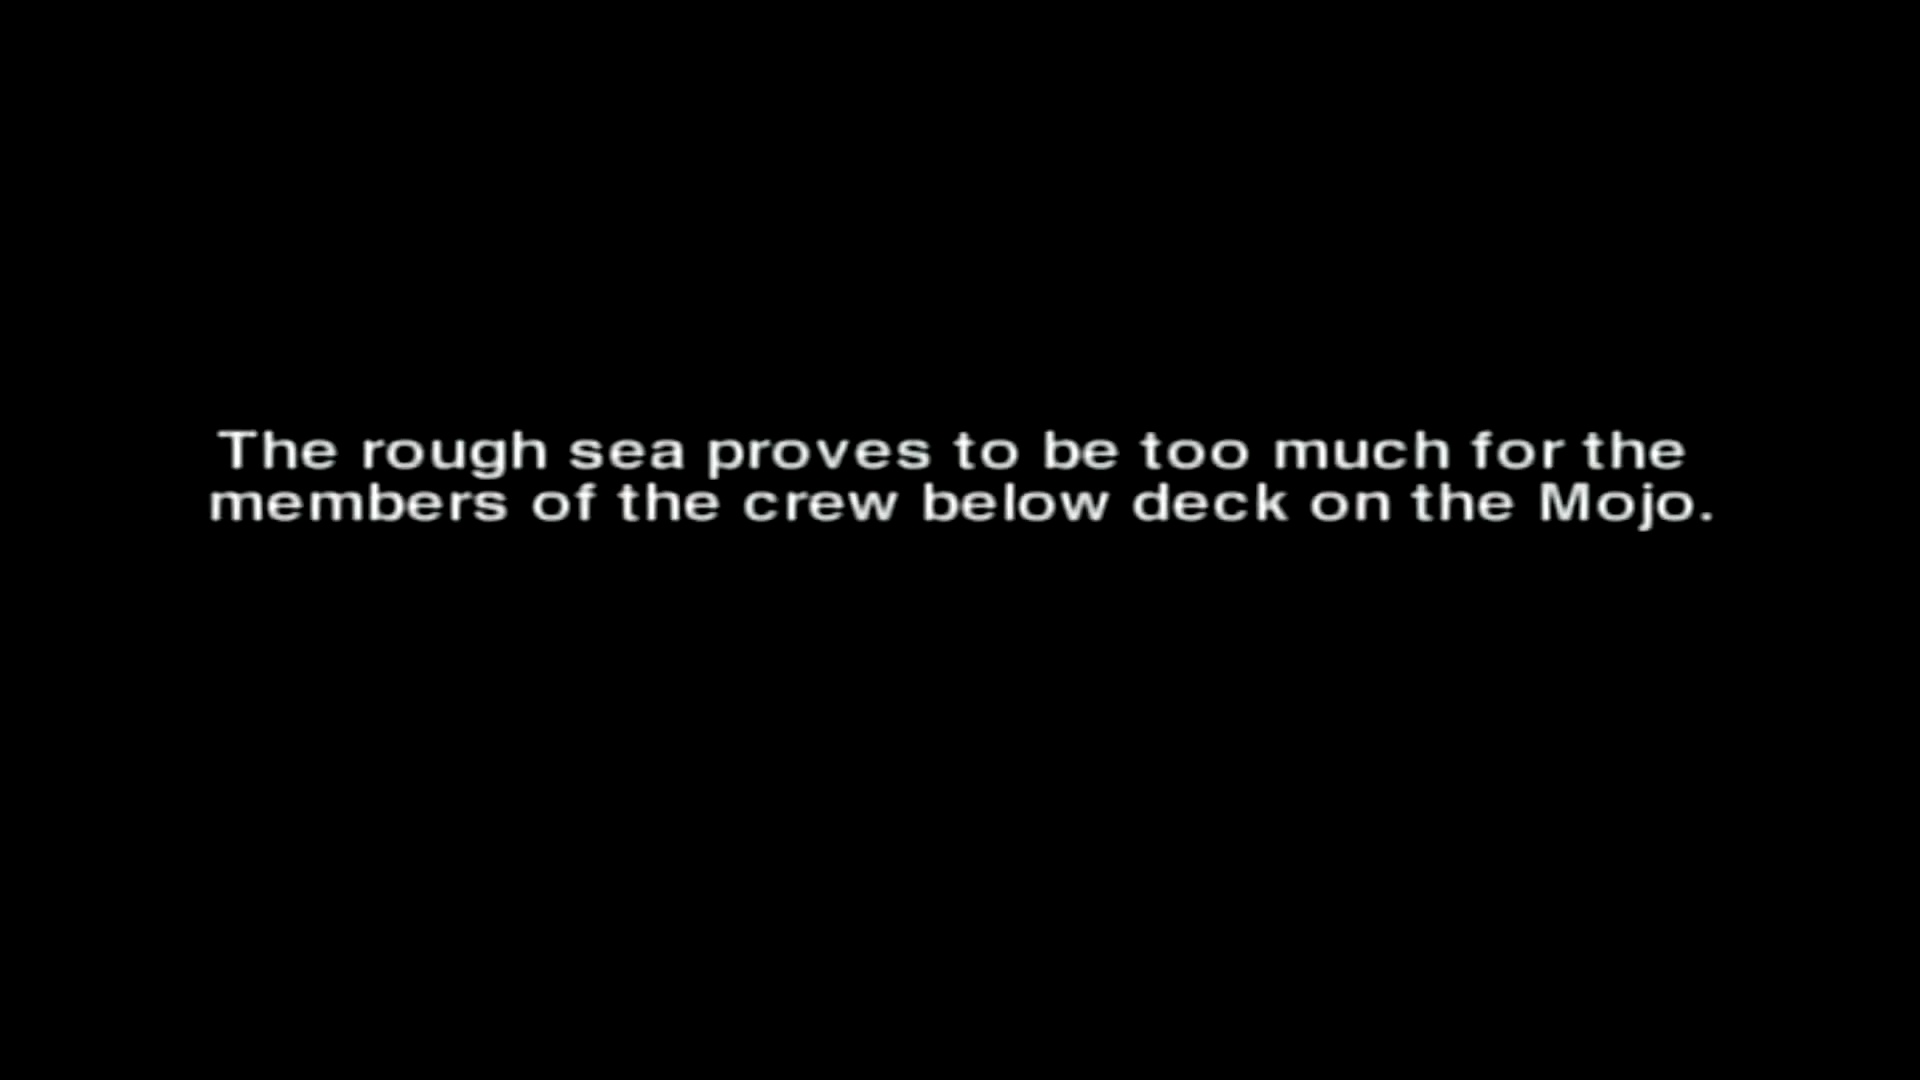 The rough sea proves to be too much for the
members of the crew below deck on the Mojo.